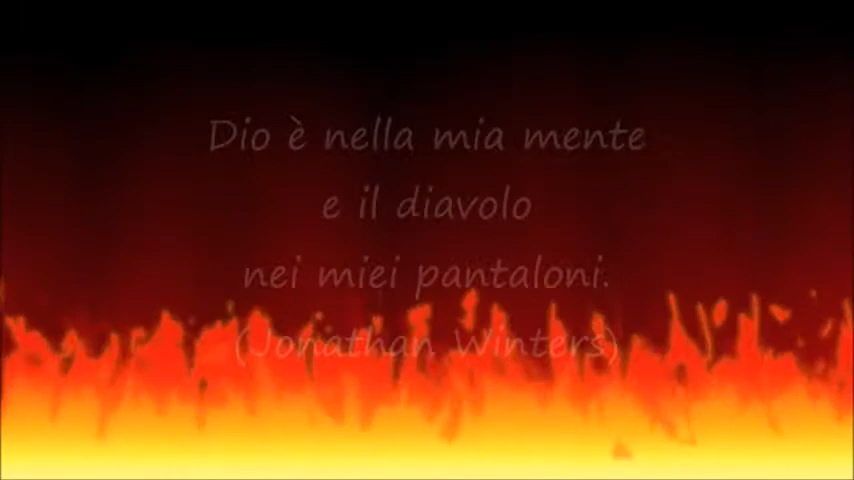 Dio è nella mia mente
e il diavolo
nei miei pantaloni.
(Jonathan Winters)